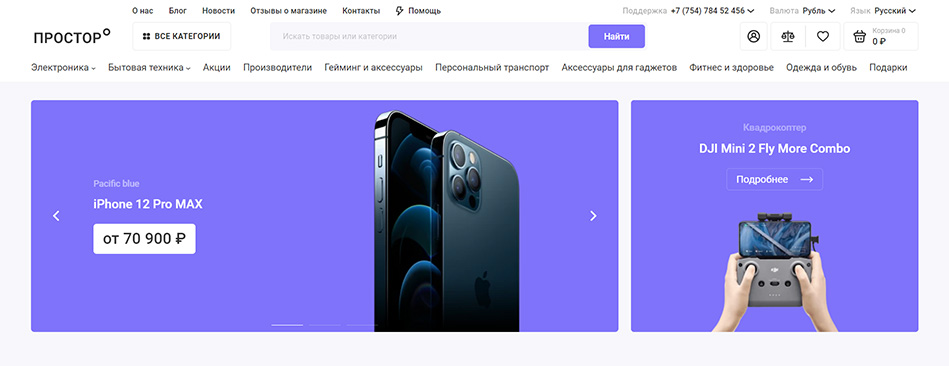 О нас Блог Новости Отзывы о магазине Контакты Помощь Поддержка +7 (754) 784 52 456 Валюта Рубль Язык Русский
ПРОСТОР ВСЕ КАТЕГОРИИ Искать товары или категории Найти Корзина 0
0 ₽
Электроника Бытовая техника Акции Производители Гейминг и аксессуары Персональный транспорт Аксессуары для гаджетов Фитнес и здоровье Одежда и обувь Подарки
Pacific blue
iPhone 12 Pro MAX
от 70 900 ₽
Квадрокоптер
DJI Mini 2 Fly More Combo
Подробнее
dji